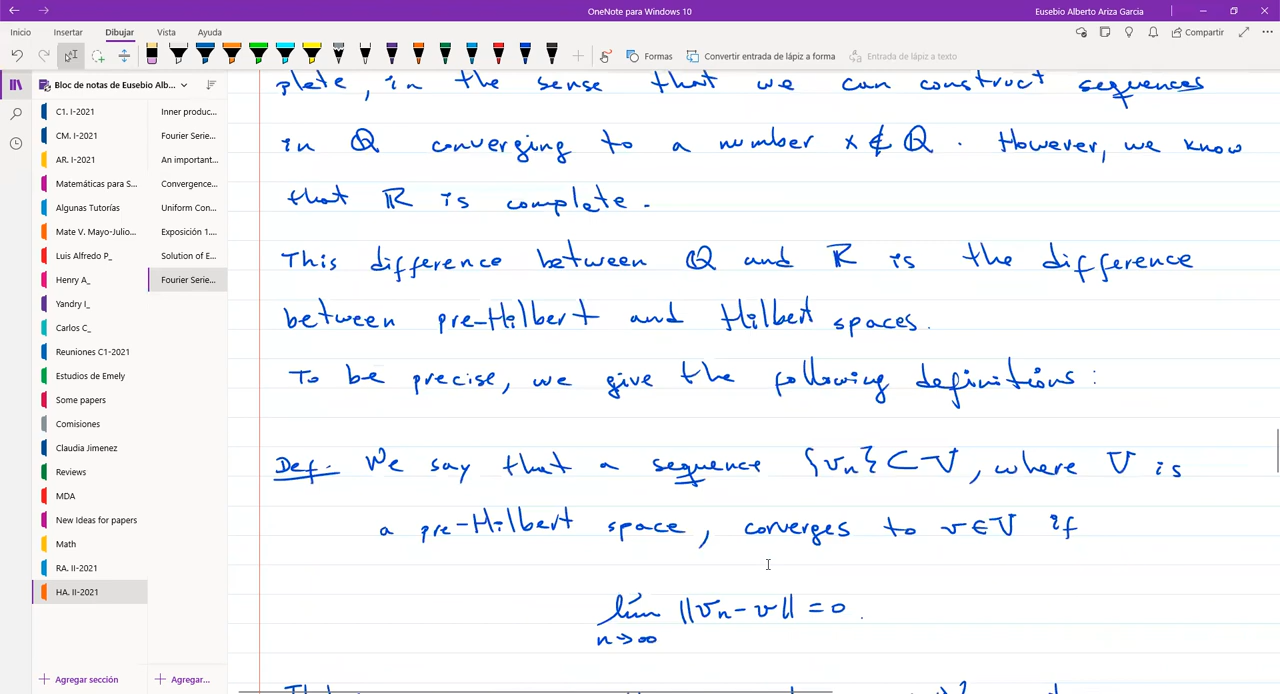 OneNote para Windows 10
Eusebio Alberto Ariza Garcia
Inicio Insertar Dibujar Vista Ayuda
Compartir
Formas Convertir entrada de lápiz a forma Entrada de lápiz a texto
Bloc de notas de Eusebio Alb...
C1. I-2021
CM. I-2021
AR. I-2021
Matemáticas para S...
Algunas Tutorías
Mate V. Mayo-Julio...
Luis Alfredo P_
Henry A_
Yandry I_
Carlos C_
Reuniones C1-2021
Estudios de Emely
Some papers
Comisiones
Claudia Jimenez
Reviews
MDA
New Ideas for papers
Math
RA. II-2021
HA. II-2021
Agregar sección
Inner produc...
Fourier Serie...
An important...
Convergence...
Uniform Con...
Exposición 1....
Solution of E...
Fourier Serie...
Agregar...
plete, in the sense that we can construct sequences
in ℚ converging to a number x ∉ ℚ. However, we know
that ℝ is complete.
This difference between ℚ and ℝ is the difference
between pre-Hilbert and Hilbert spaces.
To be precise, we give the following definitions:
Def. We say that a sequence {vn} ⊂ V, where V is
a pre-Hilbert space, converges to v ∈ V if
lím ||vn - v|| = 0.
n→∞